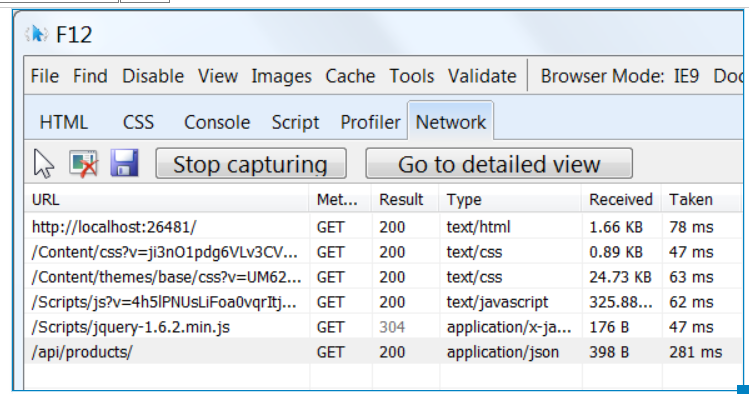 F12
File Find Disable View Images Cache Tools Validate Browser Mode: IE9 Doc
HTML CSS Console Script Profiler Network
Stop capturing Go to detailed view
URL Met... Result Type Received Taken
http://localhost:26481/ GET 200 text/html 1.66 KB 78 ms
/Content/css?v=ji3nO1pdg6VLv3CV... GET 200 text/css 0.89 KB 47 ms
/Content/themes/base/css?v=UM62... GET 200 text/css 24.73 KB 63 ms
/Scripts/js?v=4h5lPNUsLiFoa0vqrItj... GET 200 text/javascript 325.88... 62 ms
/Scripts/jquery-1.6.2.min.js GET 304 application/x-ja... 176 B 47 ms
/api/products/ GET 200 application/json 398 B 281 ms